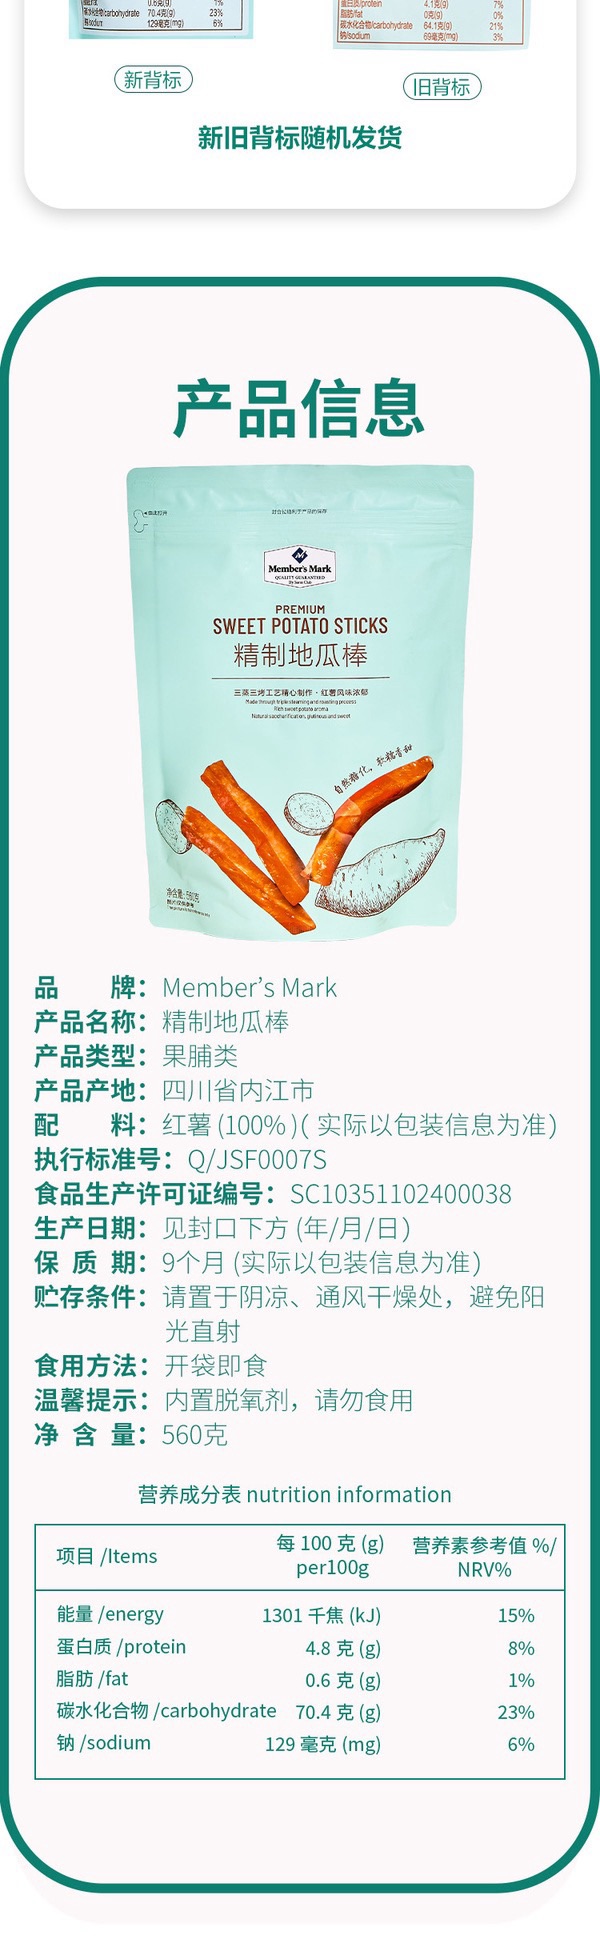 脂肪/fat 0.6克(g) 1%
碳水化合物/carbohydrate 70.4克(g) 23%
钠/sodium 129毫克(mg) 6%
蛋白质/protein 4.1克(g) 7%
脂肪/fat 0克(g) 0%
碳水化合物/carbohydrate 64.1克(g) 21%
钠/sodium 69毫克(mg) 3%
新背标
旧背标
新旧背标随机发货
产品信息
Member's Mark
QUALITY GUARANTEED
By Sam's Club
PREMIUM
SWEET POTATO STICKS
精制地瓜棒
三蒸三烤工艺精心制作·红薯风味浓郁
Made through triple steaming and roasting process
Rich sweet potato aroma
Natural saccharification, glutinous and sweet
自然糖化，软糯香甜
净含量：560克
品 牌：Member’s Mark
产品名称：精制地瓜棒
产品类型：果脯类
产品产地：四川省内江市
配 料：红薯 (100%)( 实际以包装信息为准)
执行标准号：Q/JSF0007S
食品生产许可证编号：SC10351102400038
生产日期：见封口下方 (年/月/日)
保 质 期：9个月 (实际以包装信息为准)
贮存条件：请置于阴凉、通风干燥处，避免阳
光直射
食用方法：开袋即食
温馨提示：内置脱氧剂，请勿食用
净 含 量：560克
营养成分表 nutrition information
项目 /Items 每 100 克 (g) per100g 营养素参考值 %/ NRV%
能量 /energy 1301 千焦 (kJ) 15%
蛋白质 /protein 4.8 克 (g) 8%
脂肪 /fat 0.6 克 (g) 1%
碳水化合物 /carbohydrate 70.4 克 (g) 23%
钠 /sodium 129 毫克 (mg) 6%